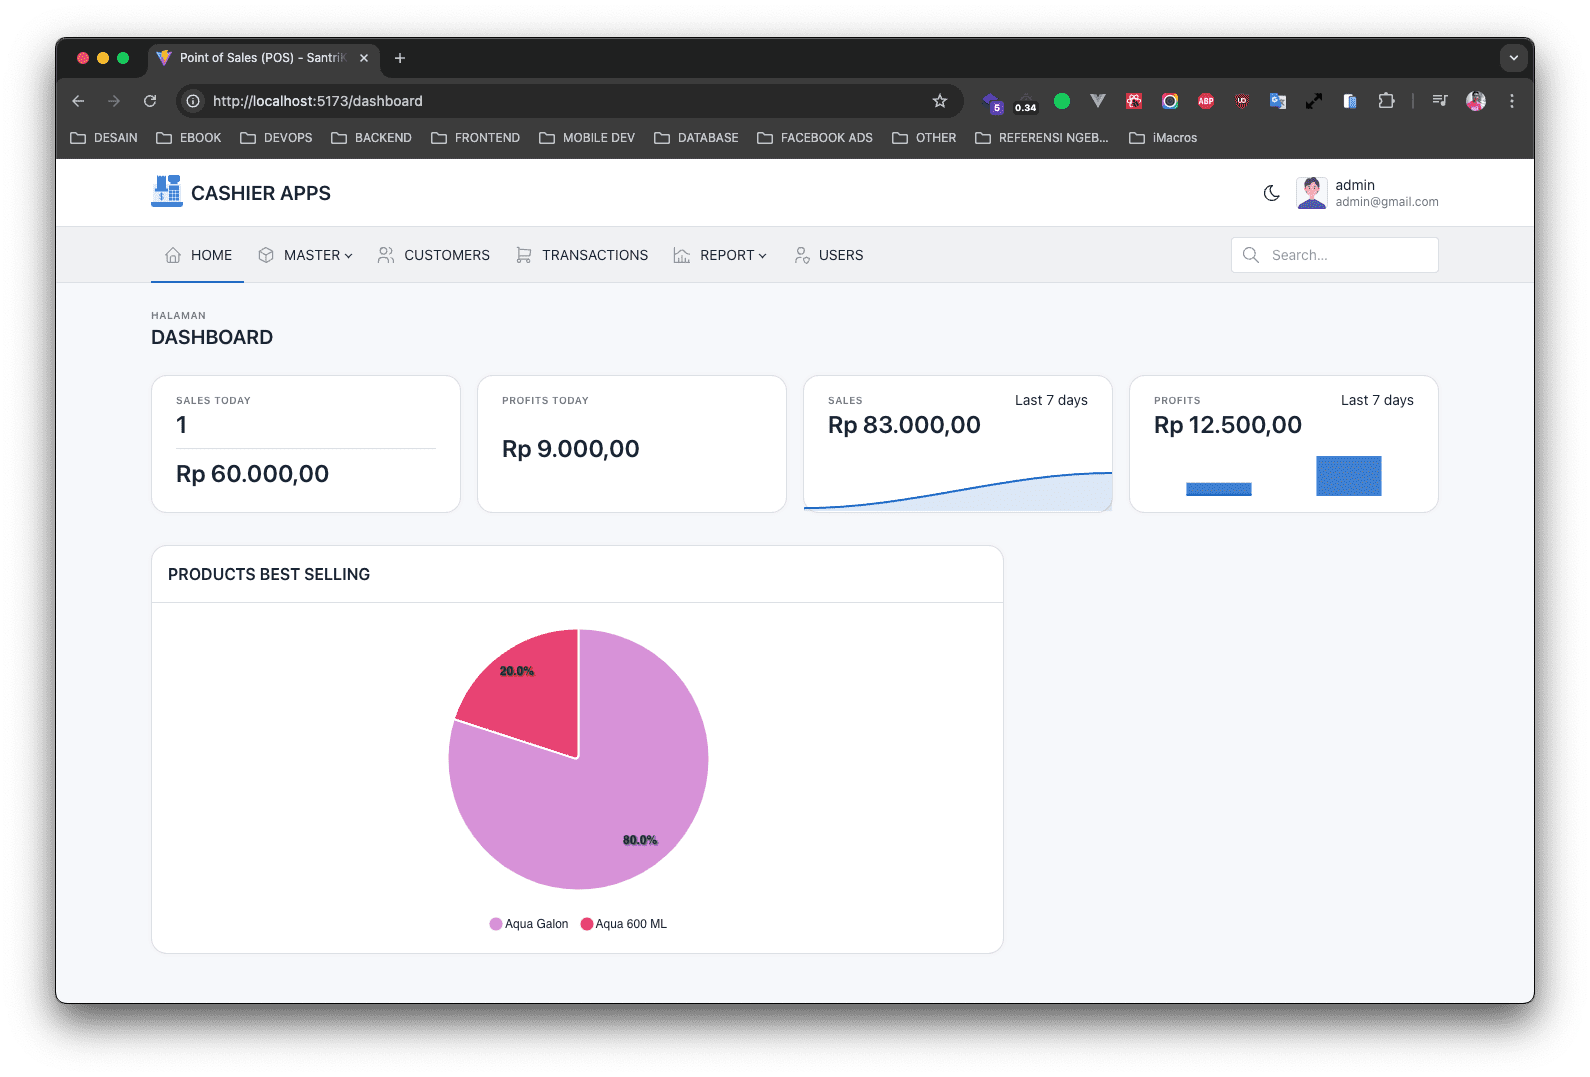 Point of Sales (POS) - Santri
http://localhost:5173/dashboard
5
0.34
ABP
DESAIN
EBOOK
DEVOPS
BACKEND
FRONTEND
MOBILE DEV
DATABASE
FACEBOOK ADS
OTHER
REFERENSI NGEB...
iMacros
CASHIER APPS
admin
admin@gmail.com
HOME
MASTER
CUSTOMERS
TRANSACTIONS
REPORT
USERS
Search...
HALAMAN
DASHBOARD
SALES TODAY
1
Rp 60.000,00
PROFITS TODAY
Rp 9.000,00
SALES
Last 7 days
Rp 83.000,00
PROFITS
Last 7 days
Rp 12.500,00
PRODUCTS BEST SELLING
20.0%
80.0%
Aqua Galon
Aqua 600 ML